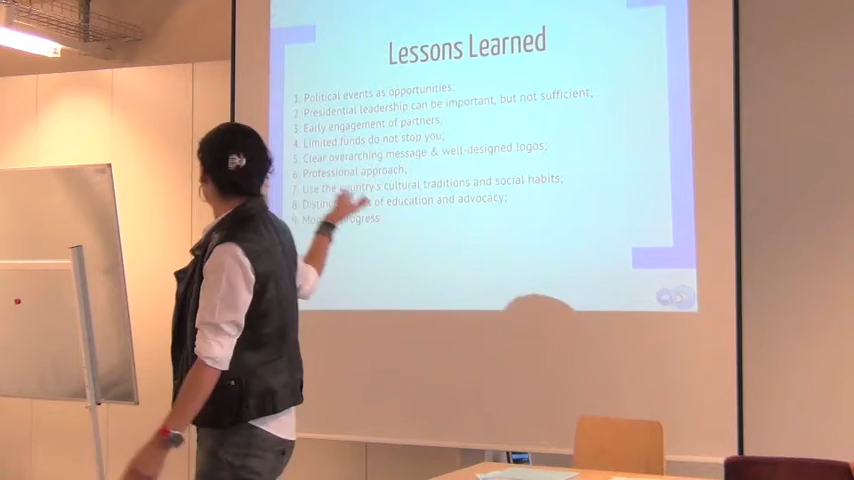 Lessons Learned
1. Political events as opportunities;
2. Presidential leadership can be important, but not sufficient;
3. Early engagement of partners;
4. Limited funds do not stop you;
5. Clear overarching message & well-designed logos;
6. Professional approach;
7. Use the country's cultural traditions and social habits;
8. of education and advocacy;
9. progress